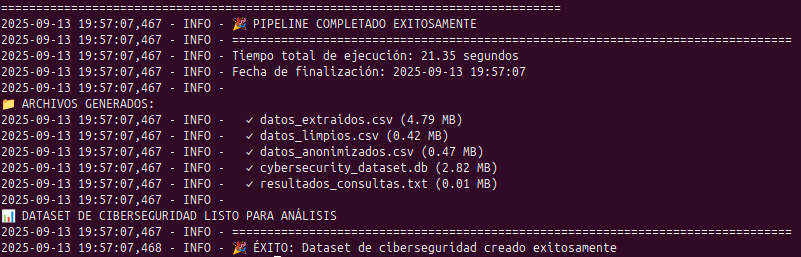 ================================================================================
2025-09-13 19:57:07,467 - INFO - 🎉 PIPELINE COMPLETADO EXITOSAMENTE
2025-09-13 19:57:07,467 - INFO - ================================================================================
2025-09-13 19:57:07,467 - INFO - Tiempo total de ejecución: 21.35 segundos
2025-09-13 19:57:07,467 - INFO - Fecha de finalización: 2025-09-13 19:57:07
2025-09-13 19:57:07,467 - INFO -
📁 ARCHIVOS GENERADOS:
2025-09-13 19:57:07,467 - INFO -   ✓ datos_extraidos.csv (4.79 MB)
2025-09-13 19:57:07,467 - INFO -   ✓ datos_limpios.csv (0.42 MB)
2025-09-13 19:57:07,467 - INFO -   ✓ datos_anonimizados.csv (0.47 MB)
2025-09-13 19:57:07,467 - INFO -   ✓ cybersecurity_dataset.db (2.82 MB)
2025-09-13 19:57:07,467 - INFO -   ✓ resultados_consultas.txt (0.01 MB)
2025-09-13 19:57:07,467 - INFO -
📊 DATASET DE CIBERSEGURIDAD LISTO PARA ANÁLISIS
2025-09-13 19:57:07,467 - INFO - ================================================================================
2025-09-13 19:57:07,468 - INFO - 🎉 ÉXITO: Dataset de ciberseguridad creado exitosamente